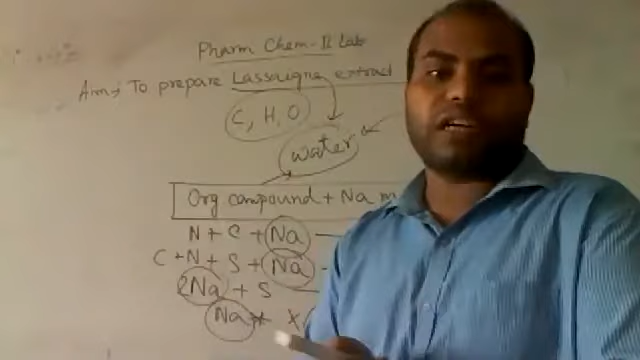 Pharm Chem-II Lab
Aim:- To prepare Lassaigne extract
C, H, O
water
Org compound + Na m
N + C + Na —
C + N + S + Na -
2Na + S —
Na + X